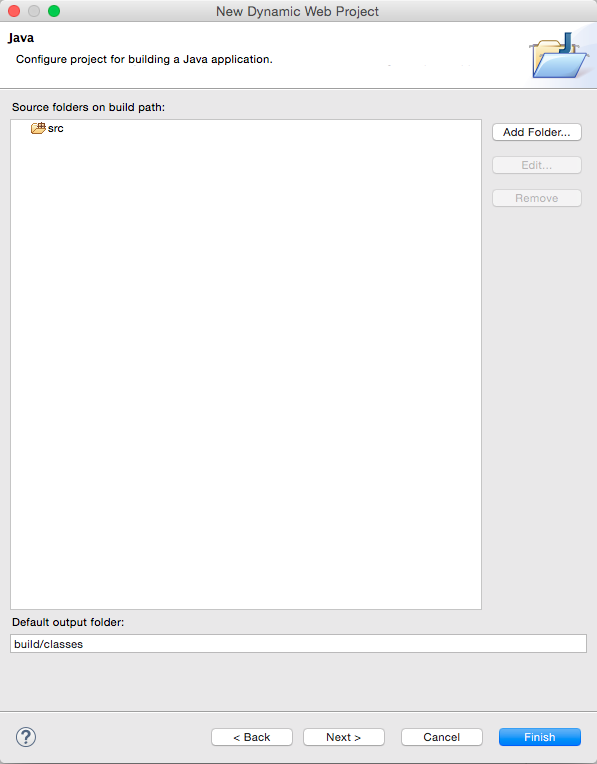 New Dynamic Web Project
Java
Configure project for building a Java application.
Source folders on build path:
src
Add Folder...
Edit...
Remove
Default output folder:
build/classes
?
< Back
Next >
Cancel
Finish